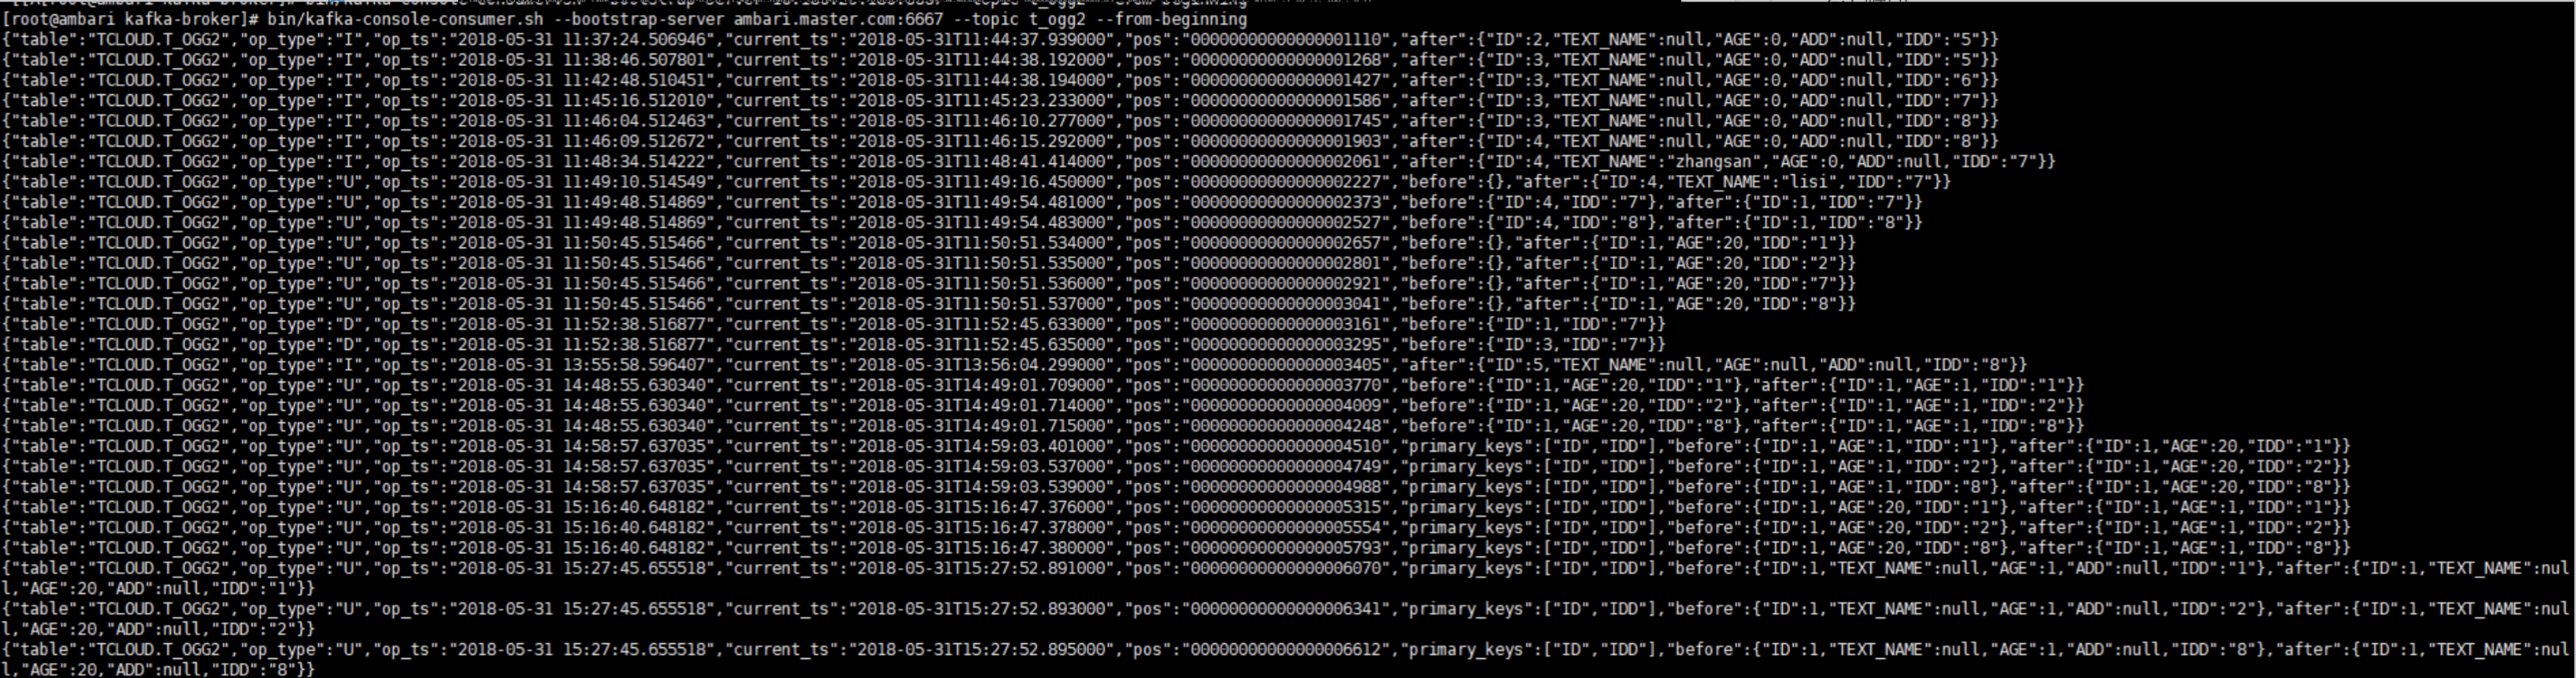 [root@ambari kafka-broker]# bin/kafka-console-consumer.sh --bootstrap-server ambari.master.com:6667 --topic t_ogg2 --from-beginning
{"table":"TCLOUD.T_OGG2","op_type":"I","op_ts":"2018-05-31 11:37:24.506946","current_ts":"2018-05-31T11:44:37.939000","pos":"00000000000000001110","after":{"ID":2,"TEXT_NAME":null,"AGE":0,"ADD":null,"IDD":"5"}}
{"table":"TCLOUD.T_OGG2","op_type":"I","op_ts":"2018-05-31 11:38:46.507801","current_ts":"2018-05-31T11:44:38.192000","pos":"00000000000000001268","after":{"ID":3,"TEXT_NAME":null,"AGE":0,"ADD":null,"IDD":"5"}}
{"table":"TCLOUD.T_OGG2","op_type":"I","op_ts":"2018-05-31 11:42:48.510451","current_ts":"2018-05-31T11:44:38.194000","pos":"00000000000000001427","after":{"ID":3,"TEXT_NAME":null,"AGE":0,"ADD":null,"IDD":"6"}}
{"table":"TCLOUD.T_OGG2","op_type":"I","op_ts":"2018-05-31 11:45:16.512010","current_ts":"2018-05-31T11:45:23.233000","pos":"00000000000000001586","after":{"ID":3,"TEXT_NAME":null,"AGE":0,"ADD":null,"IDD":"7"}}
{"table":"TCLOUD.T_OGG2","op_type":"I","op_ts":"2018-05-31 11:46:04.512463","current_ts":"2018-05-31T11:46:10.277000","pos":"00000000000000001745","after":{"ID":3,"TEXT_NAME":null,"AGE":0,"ADD":null,"IDD":"8"}}
{"table":"TCLOUD.T_OGG2","op_type":"I","op_ts":"2018-05-31 11:46:09.512672","current_ts":"2018-05-31T11:46:15.292000","pos":"00000000000000001903","after":{"ID":4,"TEXT_NAME":null,"AGE":0,"ADD":null,"IDD":"8"}}
{"table":"TCLOUD.T_OGG2","op_type":"I","op_ts":"2018-05-31 11:48:34.514222","current_ts":"2018-05-31T11:48:41.414000","pos":"00000000000000002061","after":{"ID":4,"TEXT_NAME":"zhangsan","AGE":0,"ADD":null,"IDD":"7"}}
{"table":"TCLOUD.T_OGG2","op_type":"U","op_ts":"2018-05-31 11:49:10.514549","current_ts":"2018-05-31T11:49:16.450000","pos":"00000000000000002227","before":{},"after":{"ID":4,"TEXT_NAME":"lisi","IDD":"7"}}
{"table":"TCLOUD.T_OGG2","op_type":"U","op_ts":"2018-05-31 11:49:48.514869","current_ts":"2018-05-31T11:49:54.481000","pos":"00000000000000002373","before":{"ID":4,"IDD":"7"},"after":{"ID":1,"IDD":"7"}}
{"table":"TCLOUD.T_OGG2","op_type":"U","op_ts":"2018-05-31 11:49:48.514869","current_ts":"2018-05-31T11:49:54.483000","pos":"00000000000000002527","before":{"ID":4,"IDD":"8"},"after":{"ID":1,"IDD":"8"}}
{"table":"TCLOUD.T_OGG2","op_type":"U","op_ts":"2018-05-31 11:50:45.515466","current_ts":"2018-05-31T11:50:51.534000","pos":"00000000000000002657","before":{},"after":{"ID":1,"AGE":20,"IDD":"1"}}
{"table":"TCLOUD.T_OGG2","op_type":"U","op_ts":"2018-05-31 11:50:45.515466","current_ts":"2018-05-31T11:50:51.535000","pos":"00000000000000002801","before":{},"after":{"ID":1,"AGE":20,"IDD":"2"}}
{"table":"TCLOUD.T_OGG2","op_type":"U","op_ts":"2018-05-31 11:50:45.515466","current_ts":"2018-05-31T11:50:51.536000","pos":"00000000000000002921","before":{},"after":{"ID":1,"AGE":20,"IDD":"7"}}
{"table":"TCLOUD.T_OGG2","op_type":"U","op_ts":"2018-05-31 11:50:45.515466","current_ts":"2018-05-31T11:50:51.537000","pos":"00000000000000003041","before":{},"after":{"ID":1,"AGE":20,"IDD":"8"}}
{"table":"TCLOUD.T_OGG2","op_type":"D","op_ts":"2018-05-31 11:52:38.516877","current_ts":"2018-05-31T11:52:45.633000","pos":"00000000000000003161","before":{"ID":1,"IDD":"7"}}
{"table":"TCLOUD.T_OGG2","op_type":"D","op_ts":"2018-05-31 11:52:38.516877","current_ts":"2018-05-31T11:52:45.635000","pos":"00000000000000003295","before":{"ID":3,"IDD":"7"}}
{"table":"TCLOUD.T_OGG2","op_type":"I","op_ts":"2018-05-31 13:55:58.596407","current_ts":"2018-05-31T13:56:04.299000","pos":"00000000000000003405","after":{"ID":5,"TEXT_NAME":null,"AGE":null,"ADD":null,"IDD":"8"}}
{"table":"TCLOUD.T_OGG2","op_type":"U","op_ts":"2018-05-31 14:48:55.630340","current_ts":"2018-05-31T14:49:01.709000","pos":"00000000000000003770","before":{"ID":1,"AGE":20,"IDD":"1"},"after":{"ID":1,"AGE":1,"IDD":"1"}}
{"table":"TCLOUD.T_OGG2","op_type":"U","op_ts":"2018-05-31 14:48:55.630340","current_ts":"2018-05-31T14:49:01.714000","pos":"00000000000000004009","before":{"ID":1,"AGE":20,"IDD":"2"},"after":{"ID":1,"AGE":1,"IDD":"2"}}
{"table":"TCLOUD.T_OGG2","op_type":"U","op_ts":"2018-05-31 14:48:55.630340","current_ts":"2018-05-31T14:49:01.715000","pos":"00000000000000004248","before":{"ID":1,"AGE":20,"IDD":"8"},"after":{"ID":1,"AGE":1,"IDD":"8"}}
{"table":"TCLOUD.T_OGG2","op_type":"U","op_ts":"2018-05-31 14:58:57.637035","current_ts":"2018-05-31T14:59:03.401000","pos":"00000000000000004510","primary_keys":["ID","IDD"],"before":{"ID":1,"AGE":1,"IDD":"1"},"after":{"ID":1,"AGE":20,"IDD":"1"}}
{"table":"TCLOUD.T_OGG2","op_type":"U","op_ts":"2018-05-31 14:58:57.637035","current_ts":"2018-05-31T14:59:03.537000","pos":"00000000000000004749","primary_keys":["ID","IDD"],"before":{"ID":1,"AGE":1,"IDD":"2"},"after":{"ID":1,"AGE":20,"IDD":"2"}}
{"table":"TCLOUD.T_OGG2","op_type":"U","op_ts":"2018-05-31 14:58:57.637035","current_ts":"2018-05-31T14:59:03.539000","pos":"00000000000000004988","primary_keys":["ID","IDD"],"before":{"ID":1,"AGE":1,"IDD":"8"},"after":{"ID":1,"AGE":20,"IDD":"8"}}
{"table":"TCLOUD.T_OGG2","op_type":"U","op_ts":"2018-05-31 15:16:40.648182","current_ts":"2018-05-31T15:16:47.376000","pos":"00000000000000005315","primary_keys":["ID","IDD"],"before":{"ID":1,"AGE":20,"IDD":"1"},"after":{"ID":1,"AGE":1,"IDD":"1"}}
{"table":"TCLOUD.T_OGG2","op_type":"U","op_ts":"2018-05-31 15:16:40.648182","current_ts":"2018-05-31T15:16:47.378000","pos":"00000000000000005554","primary_keys":["ID","IDD"],"before":{"ID":1,"AGE":20,"IDD":"2"},"after":{"ID":1,"AGE":1,"IDD":"2"}}
{"table":"TCLOUD.T_OGG2","op_type":"U","op_ts":"2018-05-31 15:16:40.648182","current_ts":"2018-05-31T15:16:47.380000","pos":"00000000000000005793","primary_keys":["ID","IDD"],"before":{"ID":1,"AGE":20,"IDD":"8"},"after":{"ID":1,"AGE":1,"IDD":"8"}}
{"table":"TCLOUD.T_OGG2","op_type":"U","op_ts":"2018-05-31 15:27:45.655518","current_ts":"2018-05-31T15:27:52.891000","pos":"00000000000000006070","primary_keys":["ID","IDD"],"before":{"ID":1,"TEXT_NAME":null,"AGE":1,"ADD":null,"IDD":"1"},"after":{"ID":1,"TEXT_NAME":nul
l,"AGE":20,"ADD":null,"IDD":"1"}}
{"table":"TCLOUD.T_OGG2","op_type":"U","op_ts":"2018-05-31 15:27:45.655518","current_ts":"2018-05-31T15:27:52.893000","pos":"00000000000000006341","primary_keys":["ID","IDD"],"before":{"ID":1,"TEXT_NAME":null,"AGE":1,"ADD":null,"IDD":"2"},"after":{"ID":1,"TEXT_NAME":nul
l,"AGE":20,"ADD":null,"IDD":"2"}}
{"table":"TCLOUD.T_OGG2","op_type":"U","op_ts":"2018-05-31 15:27:45.655518","current_ts":"2018-05-31T15:27:52.895000","pos":"00000000000000006612","primary_keys":["ID","IDD"],"before":{"ID":1,"TEXT_NAME":null,"AGE":1,"ADD":null,"IDD":"8"},"after":{"ID":1,"TEXT_NAME":nul
l,"AGE":20,"ADD":null,"IDD":"8"}}